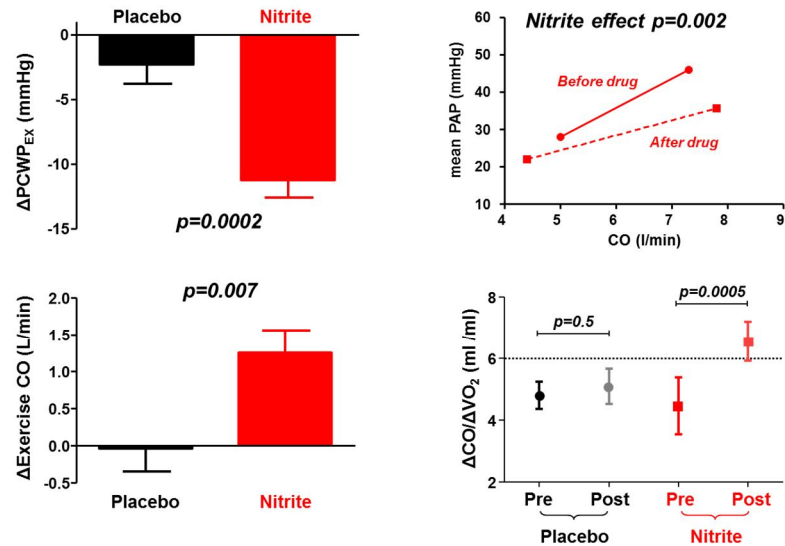 Placebo Nitrite
0
-5
-10
-15
ΔPCWP_EX (mmHg)
p=0.0002
Nitrite effect p=0.002
60
50
40
30
20
10
mean PAP (mmHg)
Before drug
After drug
4 5 6 7 8 9
CO (l/min)
p=0.007
2.0
1.5
1.0
0.5
0.0
-0.5
ΔExercise CO (L/min)
Placebo Nitrite
p=0.0005
p=0.5
8
6
4
2
ΔCO/ΔVO₂ (ml /ml)
Pre Post Pre Post
Placebo Nitrite